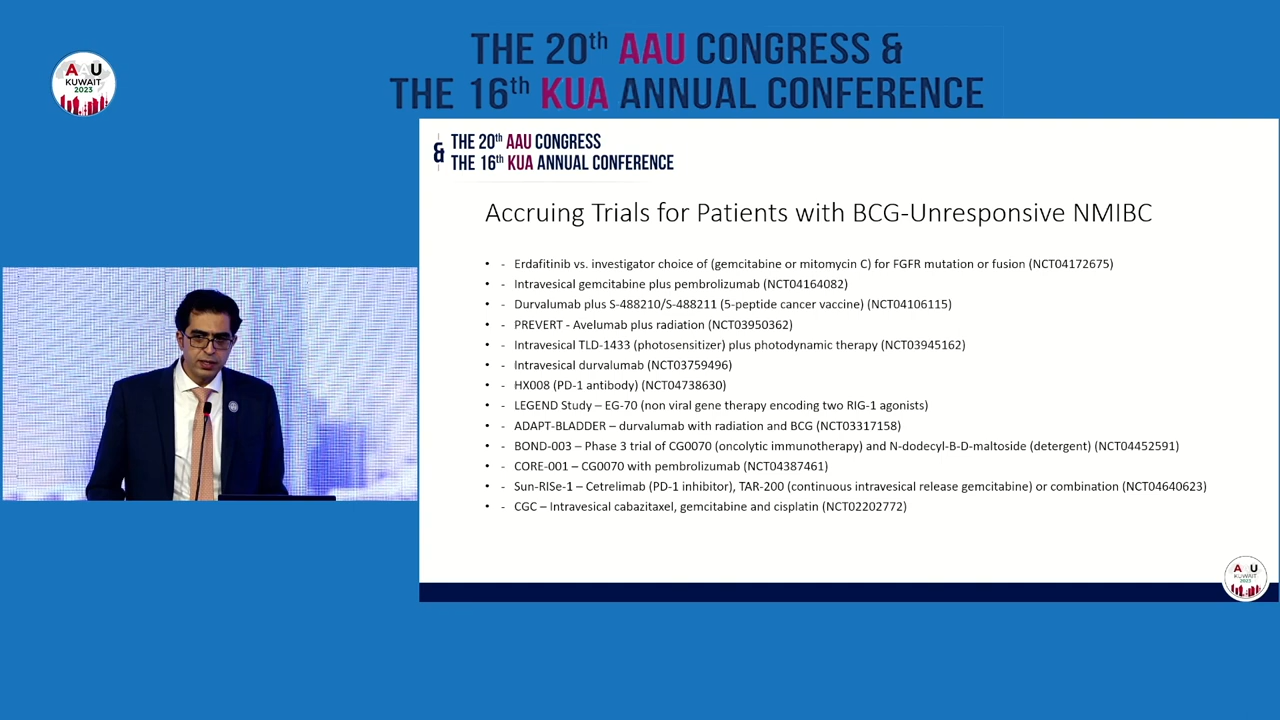 THE 20th AAU CONGRESS &
THE 16th KUA ANNUAL CONFERENCE
AAU
KUWAIT
2023
& THE 20th AAU CONGRESS
THE 16th KUA ANNUAL CONFERENCE
Accruing Trials for Patients with BCG-Unresponsive NMIBC
• - Erdafitinib vs. investigator choice of (gemcitabine or mitomycin C) for FGFR mutation or fusion (NCT04172675)
• - Intravesical gemcitabine plus pembrolizumab (NCT04164082)
• - Durvalumab plus S-488210/S-488211 (5-peptide cancer vaccine) (NCT04106115)
• - PREVERT - Avelumab plus radiation (NCT03950362)
• - Intravesical TLD-1433 (photosensitizer) plus photodynamic therapy (NCT03945162)
• - Intravesical durvalumab (NCT03759496)
• - HX008 (PD-1 antibody) (NCT04738630)
• - LEGEND Study – EG-70 (non viral gene therapy encoding two RIG-1 agonists)
• - ADAPT-BLADDER – durvalumab with radiation and BCG (NCT03317158)
• - BOND-003 – Phase 3 trial of CG0070 (oncolytic immunotherapy) and N-dodecyl-B-D-maltoside (detergent) (NCT04452591)
• - CORE-001 – CG0070 with pembrolizumab (NCT04387461)
• - Sun-RISe-1 – Cetrelimab (PD-1 inhibitor), TAR-200 (continuous intravesical release gemcitabine) or combination (NCT04640623)
• - CGC – Intravesical cabazitaxel, gemcitabine and cisplatin (NCT02202772)
A U
KUWAIT
2023